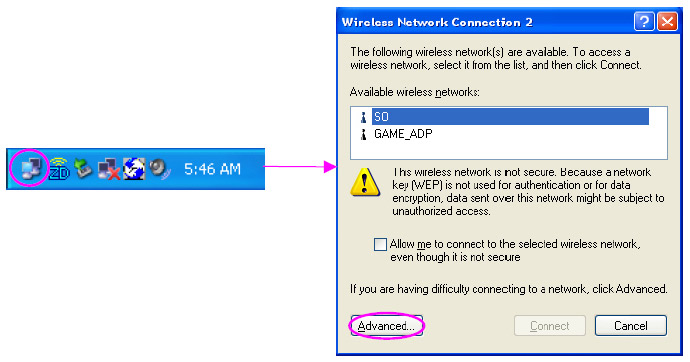 ZD
5:46 AM
Wireless Network Connection 2
The following wireless network(s) are available. To access a
wireless network, select it from the list, and then click Connect.
Available wireless networks:
SO
GAME_ADP
This wireless network is not secure. Because a network
key (WEP) is not used for authentication or for data
encryption, data sent over this network might be subject to
unauthorized access.
Allow me to connect to the selected wireless network,
even though it is not secure
If you are having difficulty connecting to a network, click Advanced.
Advanced...
Connect
Cancel